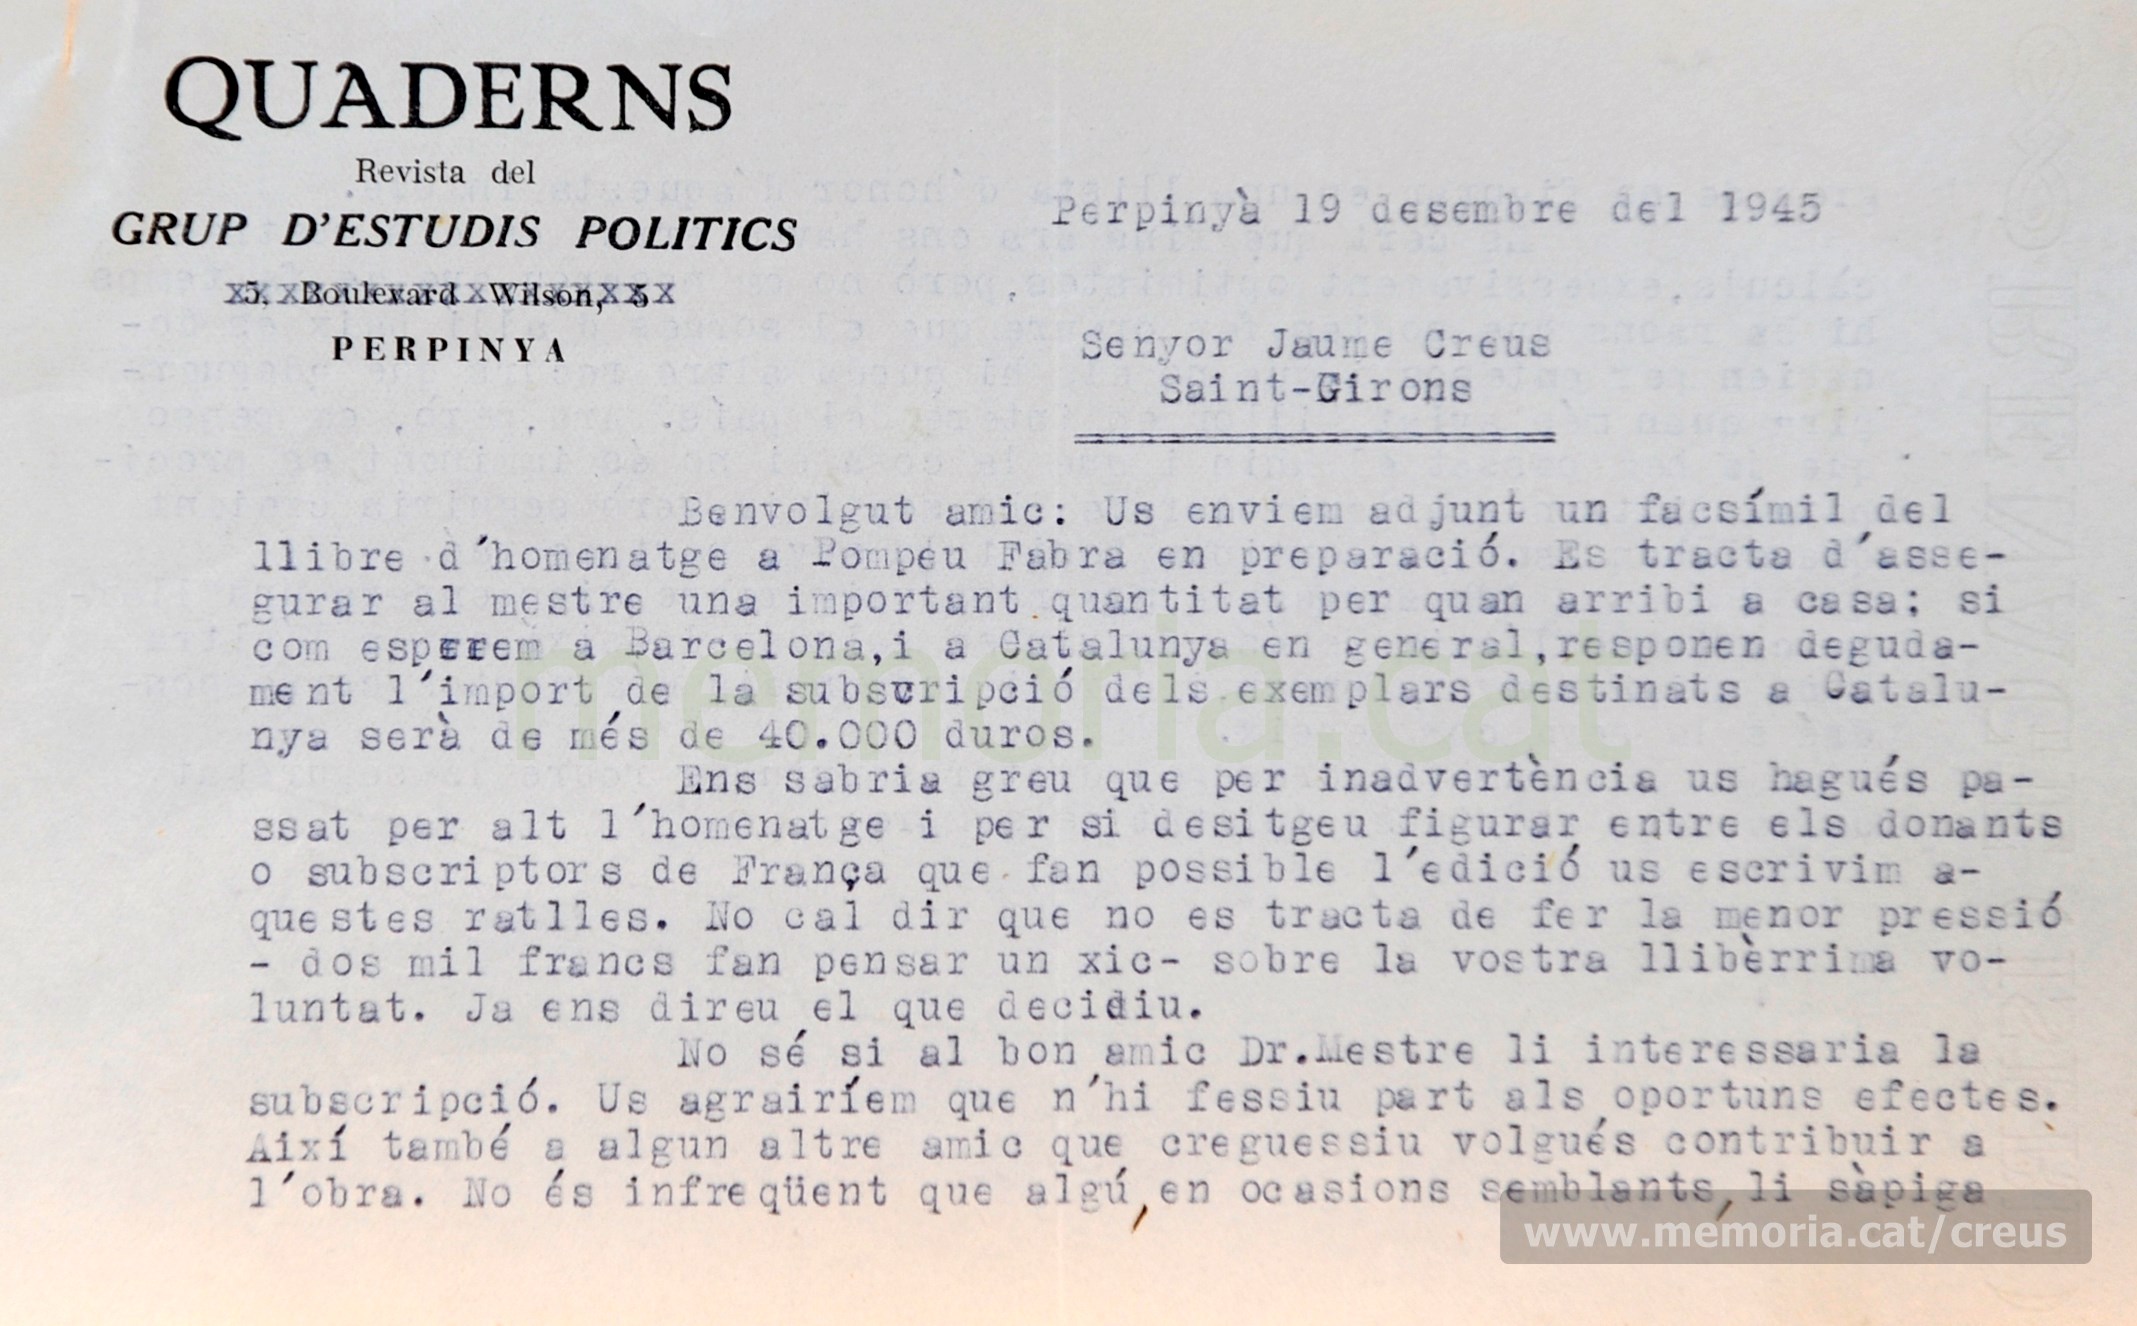 QUADERNS
Revista del
GRUP D'ESTUDIS POLITICS
5, Boulevard Wilson, 5
PERPINYA
Perpinyà 19 desembre del 1945
Senyor Jaume Creus
Saint-Girons
Benvolgut amic: Us enviem adjunt un facsímil del
llibre d'homenatge a Pompeu Fabra en preparació. Es tracta d'asse-
gurar al mestre una important quantitat per quan arribi a casa; si
com esperem a Barcelona,i a Catalunya en general,responen deguda-
ment l'import de la subscripció dels exemplars destinats a Catalu-
nya serà de més de 40.000 duros.
Ens sabria greu que per inadvertència us hagués pa-
ssat per alt l'homenatge i per si desitgeu figurar entre els donants
o subscriptors de França que fan possible l'edició us escrivim a-
questes ratlles. No cal dir que no es tracta de fer la menor pressió
- dos mil francs fan pensar un xic- sobre la vostra llibèrrima vo-
luntat. Ja ens direu el que decidiu.
No sé si al bon amic Dr.Mestre li interessaria la
subscripció. Us agrairíem que n'hi fessiu part als oportuns efectes.
Així també a algun altre amic que creguessiu volgués contribuir a
l'obra. No és infreqüent que algú,en ocasions semblants,li sàpiga
memoria.cat
www.memoria.cat/creus